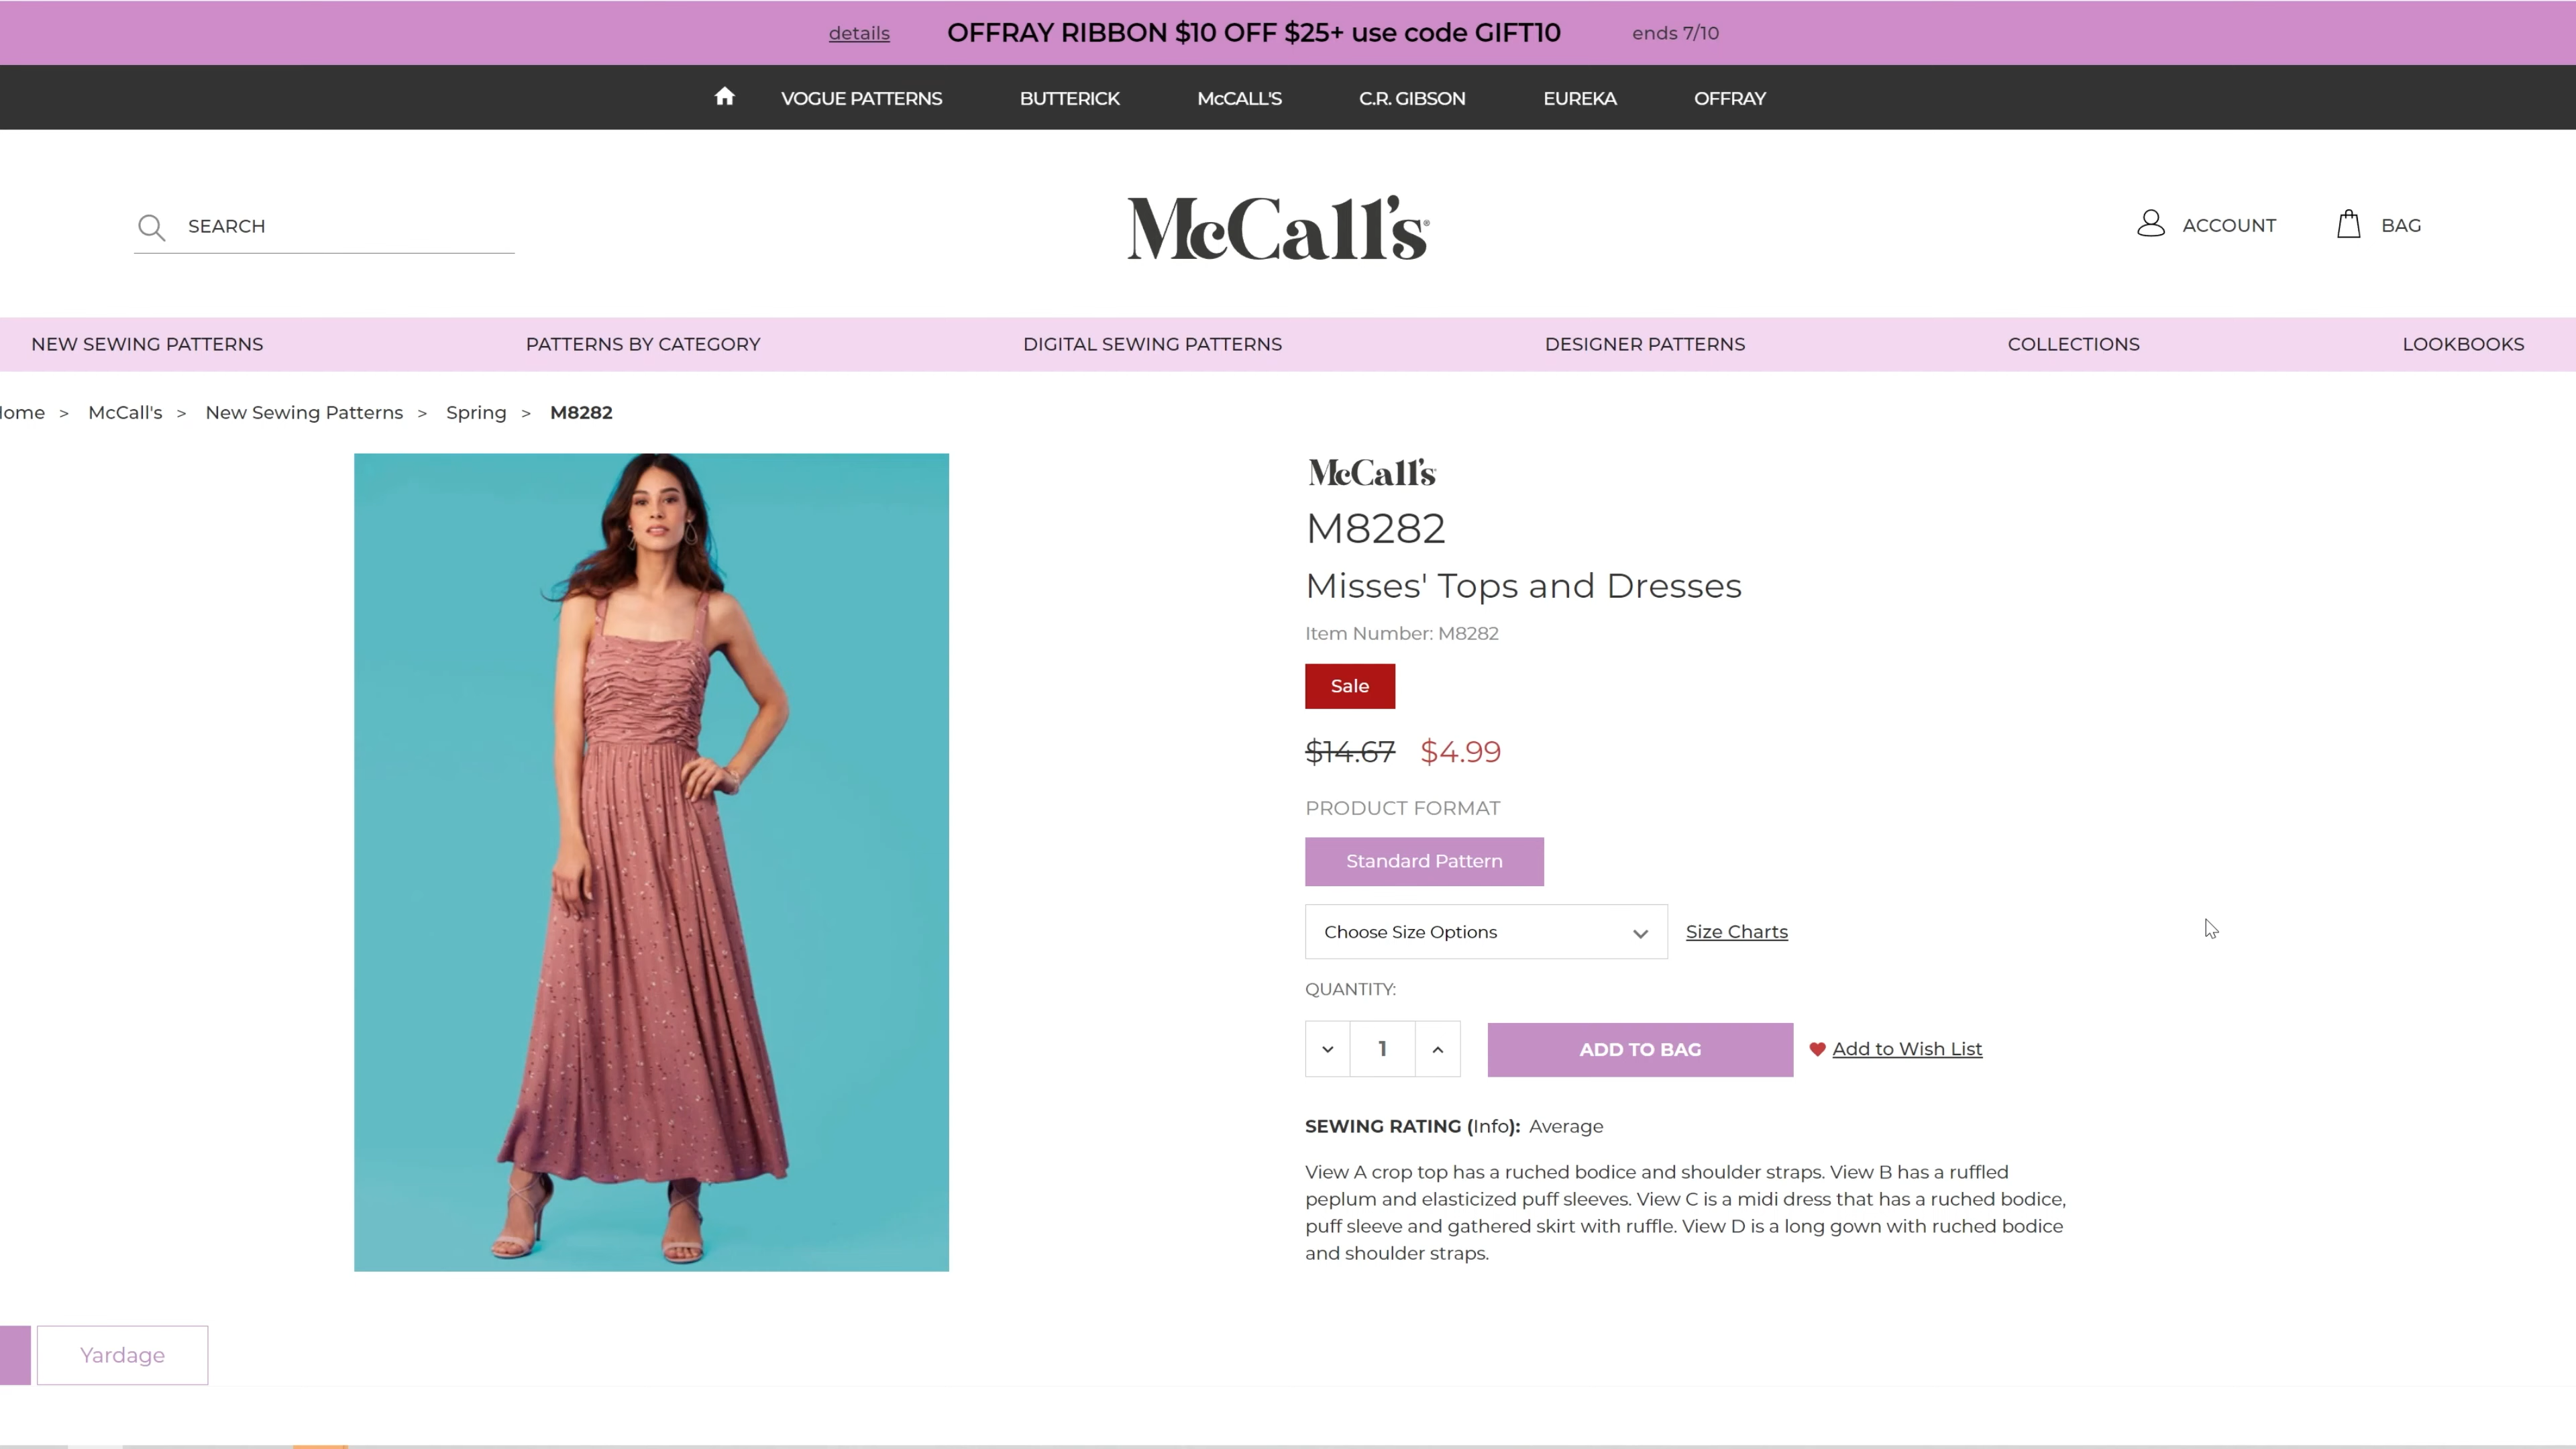 details OFFRAY RIBBON $10 OFF $25+ use code GIFT10 ends 7/10
VOGUE PATTERNS BUTTERICK McCALL'S C.R. GIBSON EUREKA OFFRAY
SEARCH
McCall's®
ACCOUNT BAG
NEW SEWING PATTERNS PATTERNS BY CATEGORY DIGITAL SEWING PATTERNS DESIGNER PATTERNS COLLECTIONS LOOKBOOKS
ome > McCall's > New Sewing Patterns > Spring > M8282
McCall's
M8282
Misses' Tops and Dresses
Item Number: M8282
Sale
$14.67 $4.99
PRODUCT FORMAT
Standard Pattern
Choose Size Options Size Charts
QUANTITY:
1 ADD TO BAG Add to Wish List
SEWING RATING (Info): Average
View A crop top has a ruched bodice and shoulder straps. View B has a ruffled
peplum and elasticized puff sleeves. View C is a midi dress that has a ruched bodice,
puff sleeve and gathered skirt with ruffle. View D is a long gown with ruched bodice
and shoulder straps.
Yardage